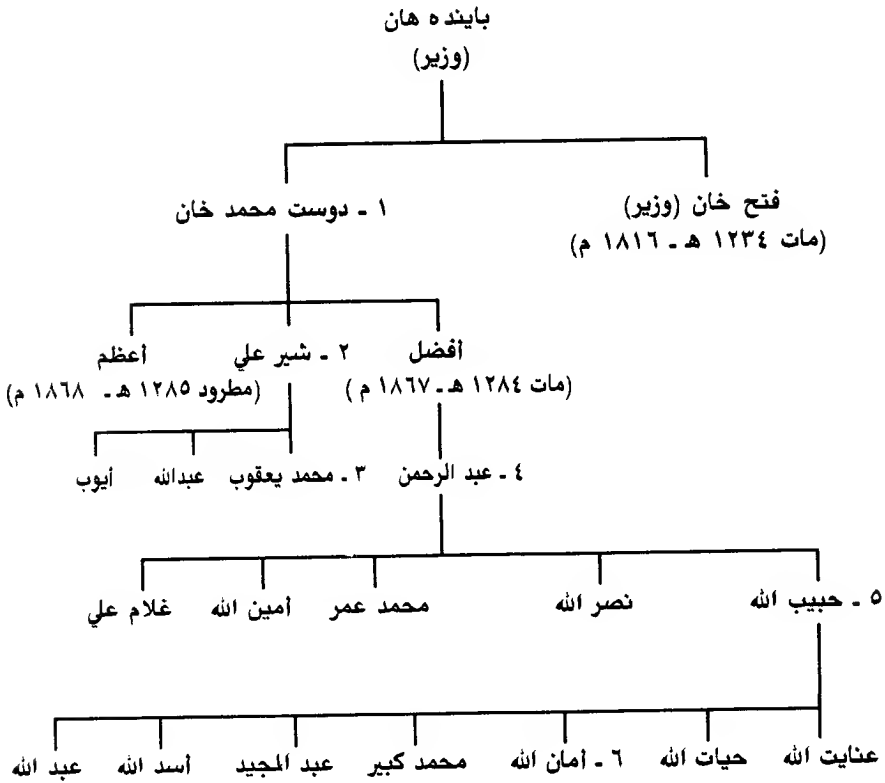 باينده هان
(وزير)
فتح خان (وزير)
(مات ١٢٣٤ هـ ـ ١٨١٦ م)
١ ـ دوست محمد خان
أفضل
(مات ١٢٨٤ هـ ـ ١٨٦٧ م )
٢ ـ شير علي
أعظم
(مطرود ١٢٨٥ هـ ـ ١٨٦٨ م)
٤ ـ عبد الرحمن
٣ ـ محمد يعقوب
عبدالله
أيوب
٥ ـ حبيب الله
نصر الله
محمد عمر
أمين الله
غلام علي
عنايت الله
حيات الله
٦ ـ أمان الله
محمد كبير
عبد المجيد
أسد الله
عبد الله